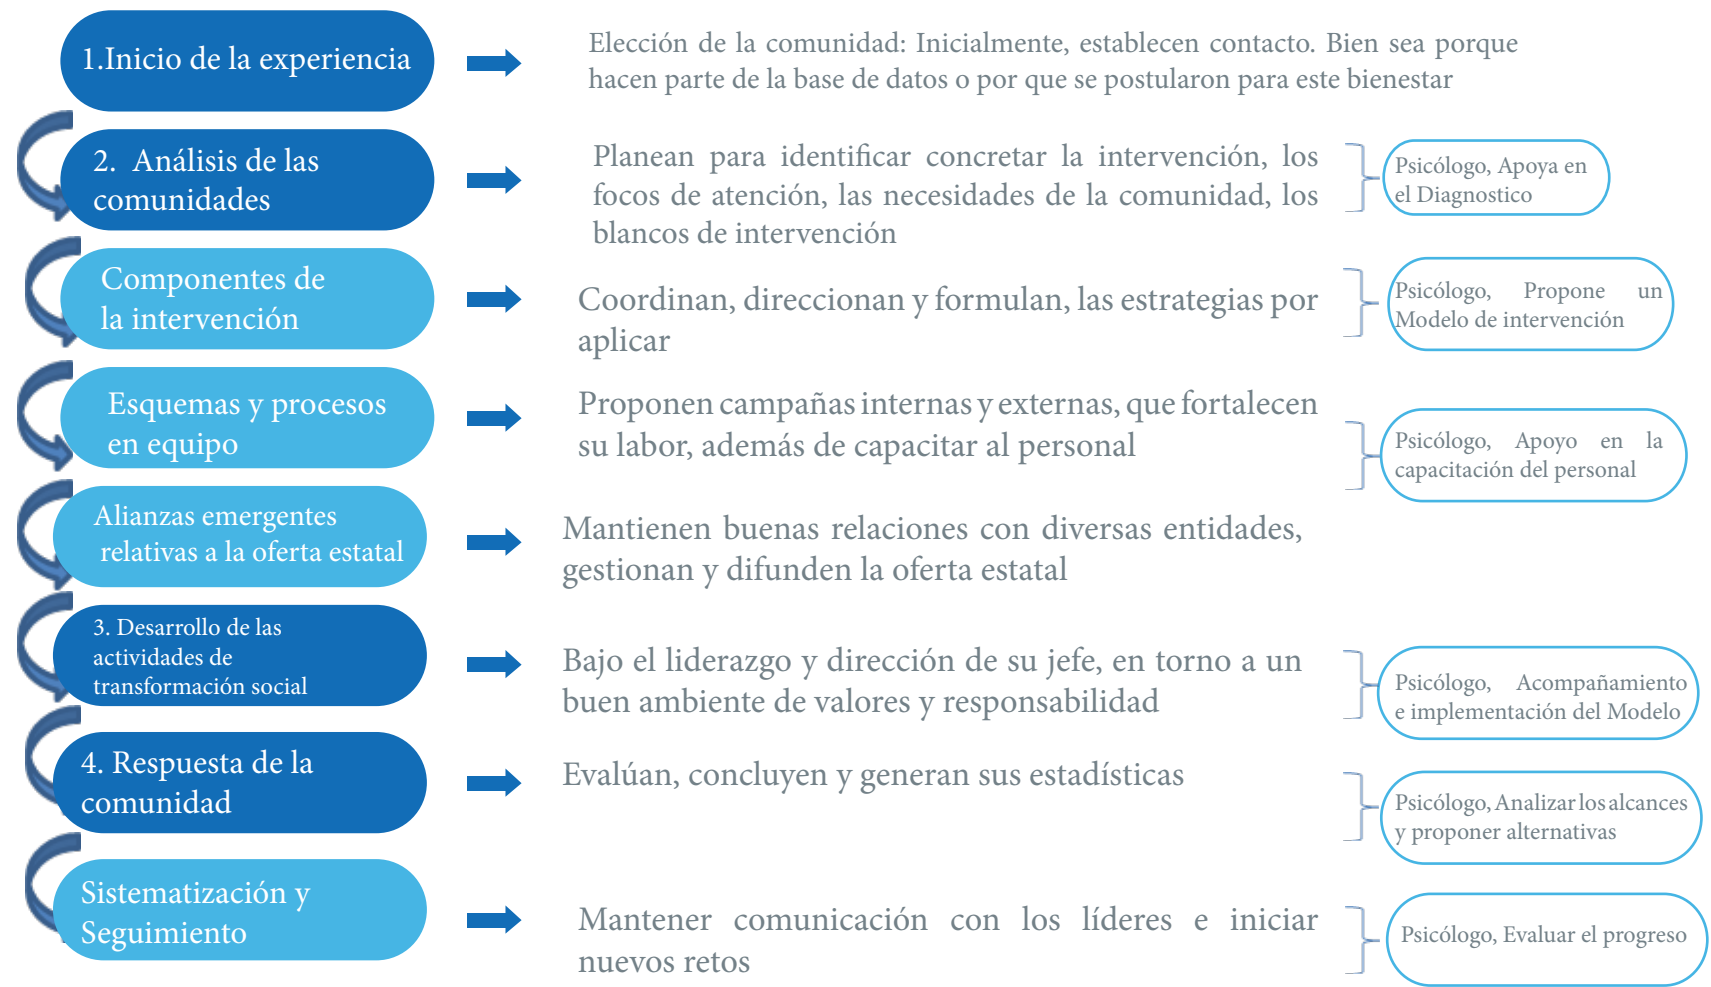 1.Inicio de la experiencia
Elección de la comunidad: Inicialmente, establecen contacto. Bien sea porque
hacen parte de la base de datos o por que se postularon para este bienestar
2. Análisis de las
comunidades
Planean para identificar concretar la intervención, los
focos de atención, las necesidades de la comunidad, los
blancos de intervención
Psicólogo, Apoya en
el Diagnostico
Componentes de
la intervención
Coordinan, direccionan y formulan, las estrategias por
aplicar
Psicólogo, Propone un
Modelo de intervención
Esquemas y procesos
en equipo
Proponen campañas internas y externas, que fortalecen
su labor, además de capacitar al personal
Psicólogo, Apoyo en la
capacitación del personal
Alianzas emergentes
relativas a la oferta estatal
Mantienen buenas relaciones con diversas entidades,
gestionan y difunden la oferta estatal
3. Desarrollo de las
actividades de
transformación social
Bajo el liderazgo y dirección de su jefe, en torno a un
buen ambiente de valores y responsabilidad
Psicólogo, Acompañamiento
e implementación del Modelo
4. Respuesta de la
comunidad
Evalúan, concluyen y generan sus estadísticas
Psicólogo, Analizar los alcances
y proponer alternativas
Sistematización y
Seguimiento
Mantener comunicación con los líderes e iniciar
nuevos retos
Psicólogo, Evaluar el progreso